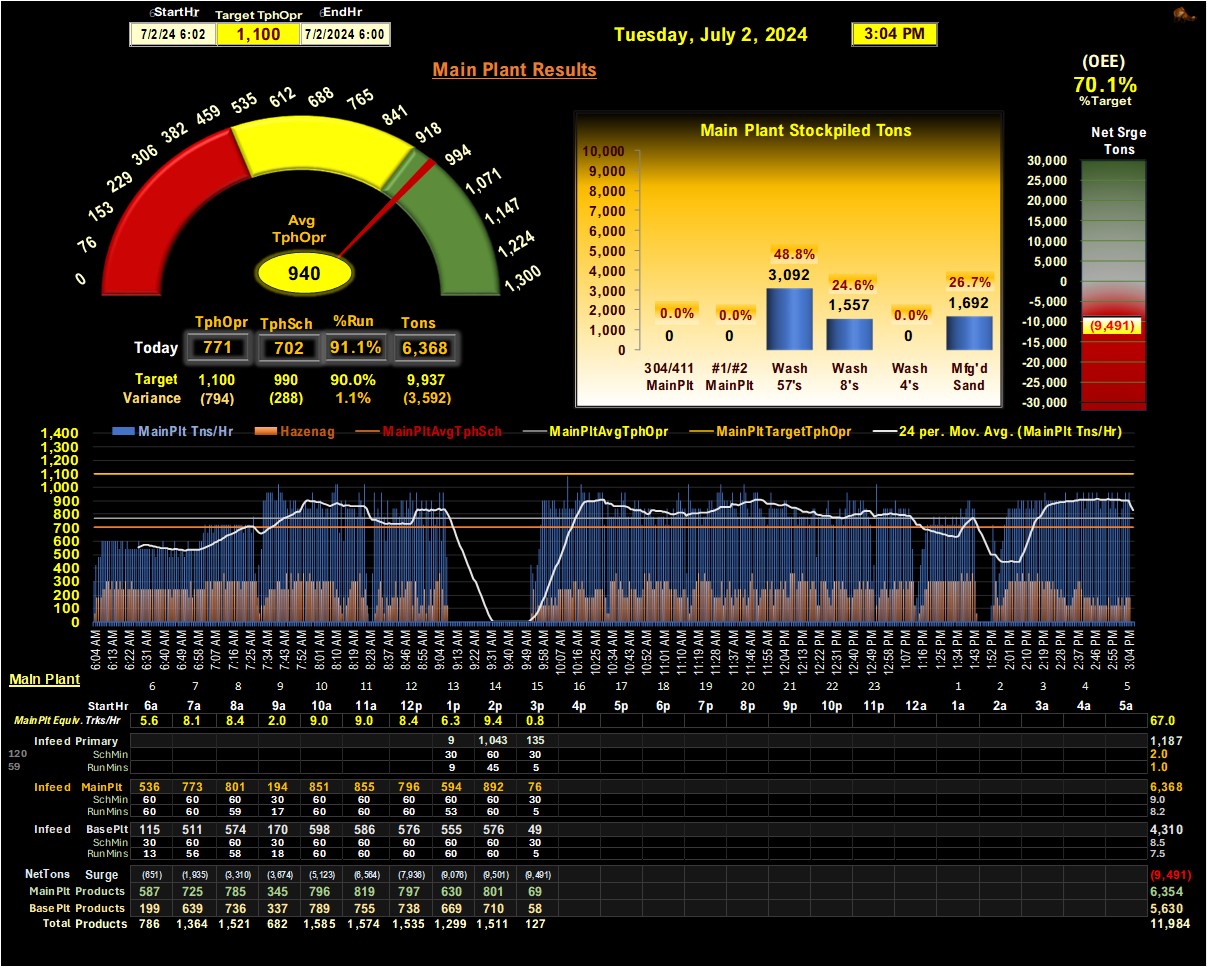 StartHr Target TphOpr EndHr
7/2/24 6:02 1,100 7/2/2024 6:00
Tuesday, July 2, 2024 3:04 PM
Main Plant Results
(OEE)
70.1%
%Target
0 76 153 229 306 382 459 535 612 688 765 841 918 994 1,071 1,147 1,224 1,300
Avg
TphOpr
940
TphOpr TphSch %Run Tons
Today 771 702 91.1% 6,368
Target 1,100 990 90.0% 9,937
Variance (794) (288) 1.1% (3,592)
Main Plant Stockpiled Tons
10,000
9,000
8,000
7,000
6,000
5,000
4,000
3,000
2,000
1,000
0
0.0% 0.0% 48.8% 24.6% 0.0% 26.7%
0 0 3,092 1,557 0 1,692
304/411 #1/#2 Wash Wash Wash Mfg'd
MainPlt MainPlt 57's 8's 4's Sand
Net Srge
Tons
30,000
25,000
20,000
15,000
10,000
5,000
0
-5,000
-10,000
-15,000
-20,000
-25,000
-30,000
(9,491)
MainPlt Tns/Hr Hazenag MainPltAvgTphSch MainPltAvgTphOpr MainPltTargetTphOpr 24 per. Mov. Avg. (MainPlt Tns/Hr)
1,400
1,300
1,200
1,100
1,000
900
800
700
600
500
400
300
200
100
0
6:04 AM 6:13 AM 6:22 AM 6:31 AM 6:40 AM 6:49 AM 6:58 AM 7:07 AM 7:16 AM 7:25 AM 7:34 AM 7:43 AM 7:52 AM 8:01 AM 8:10 AM 8:19 AM 8:28 AM 8:37 AM 8:46 AM 8:55 AM 9:04 AM 9:13 AM 9:22 AM 9:31 AM 9:40 AM 9:49 AM 9:58 AM 10:07 AM 10:16 AM 10:25 AM 10:34 AM 10:43 AM 10:52 AM 11:01 AM 11:10 AM 11:19 AM 11:28 AM 11:37 AM 11:46 AM 11:55 AM 12:04 PM 12:13 PM 12:22 PM 12:31 PM 12:40 PM 12:49 PM 12:58 PM 1:07 PM 1:16 PM 1:25 PM 1:34 PM 1:43 PM 1:52 PM 2:01 PM 2:10 PM 2:19 PM 2:28 PM 2:37 PM 2:46 PM 2:55 PM 3:04 PM
Main Plant
6 7 8 9 10 11 12 13 14 15 16 17 18 19 20 21 22 23 1 2 3 4 5
StartHr 6a 7a 8a 9a 10a 11a 12p 1p 2p 3p 4p 5p 6p 7p 8p 9p 10p 11p 12a 1a 2a 3a 4a 5a
MainPlt Equiv. Trks/Hr 5.6 8.1 8.4 2.0 9.0 9.0 8.4 6.3 9.4 0.8 67.0
Infeed Primary 9 1,043 135 1,187
120 SchMin 30 60 30 2.0
59 RunMins 9 45 5 1.0
Infeed MainPlt 536 773 801 194 851 855 796 594 892 76 6,368
SchMin 60 60 60 30 60 60 60 60 60 30 9.0
RunMins 60 60 59 17 60 60 60 53 60 5 8.2
Infeed BasePlt 115 511 574 170 598 586 576 555 576 49 4,310
SchMin 30 60 60 30 60 60 60 60 60 30 8.5
RunMins 13 56 58 18 60 60 60 60 60 5 7.5
NetTons Surge (651) (1,935) (3,310) (3,674) (5,123) (6,564) (7,936) (9,076) (9,501) (9,491) (9,491)
MainPlt Products 587 725 785 345 796 819 797 630 801 69 6,354
BasePlt Products 199 639 736 337 789 755 738 669 710 58 5,630
Total Products 786 1,364 1,521 682 1,585 1,574 1,535 1,299 1,511 127 11,984